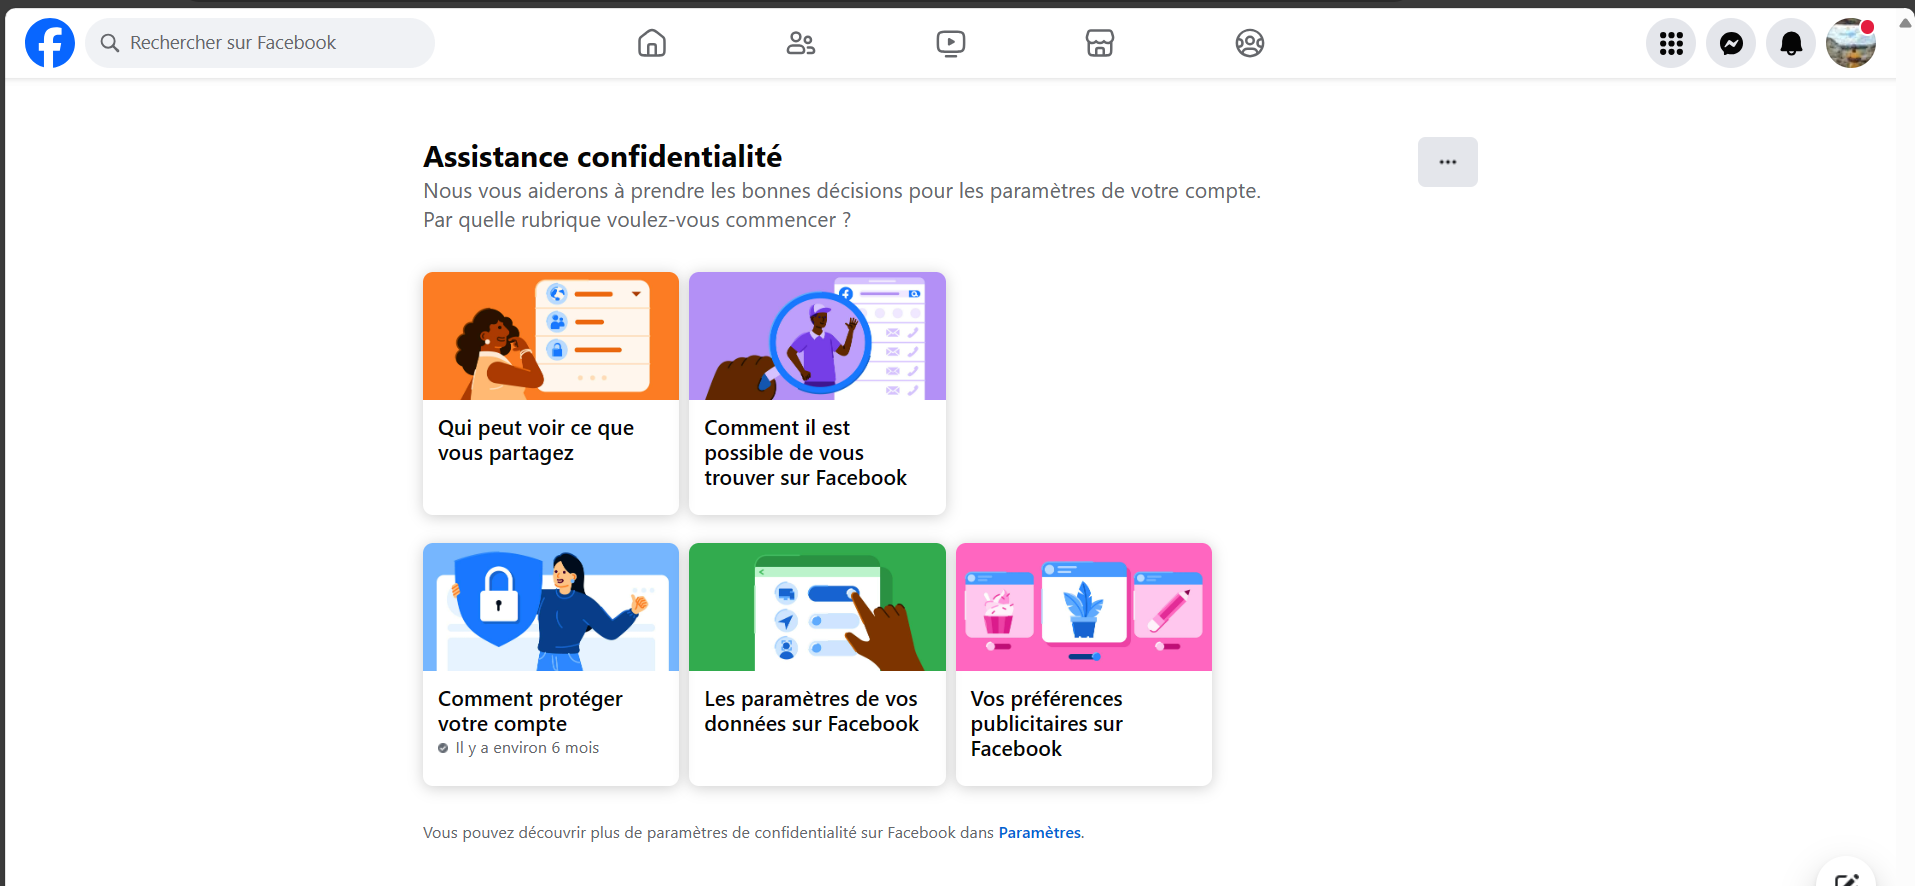 Rechercher sur Facebook
Assistance confidentialité
Nous vous aiderons à prendre les bonnes décisions pour les paramètres de votre compte.
Par quelle rubrique voulez-vous commencer ?
Qui peut voir ce que
vous partagez
Comment il est
possible de vous
trouver sur Facebook
Comment protéger
votre compte
Il y a environ 6 mois
Les paramètres de vos
données sur Facebook
Vos préférences
publicitaires sur
Facebook
Vous pouvez découvrir plus de paramètres de confidentialité sur Facebook dans Paramètres.